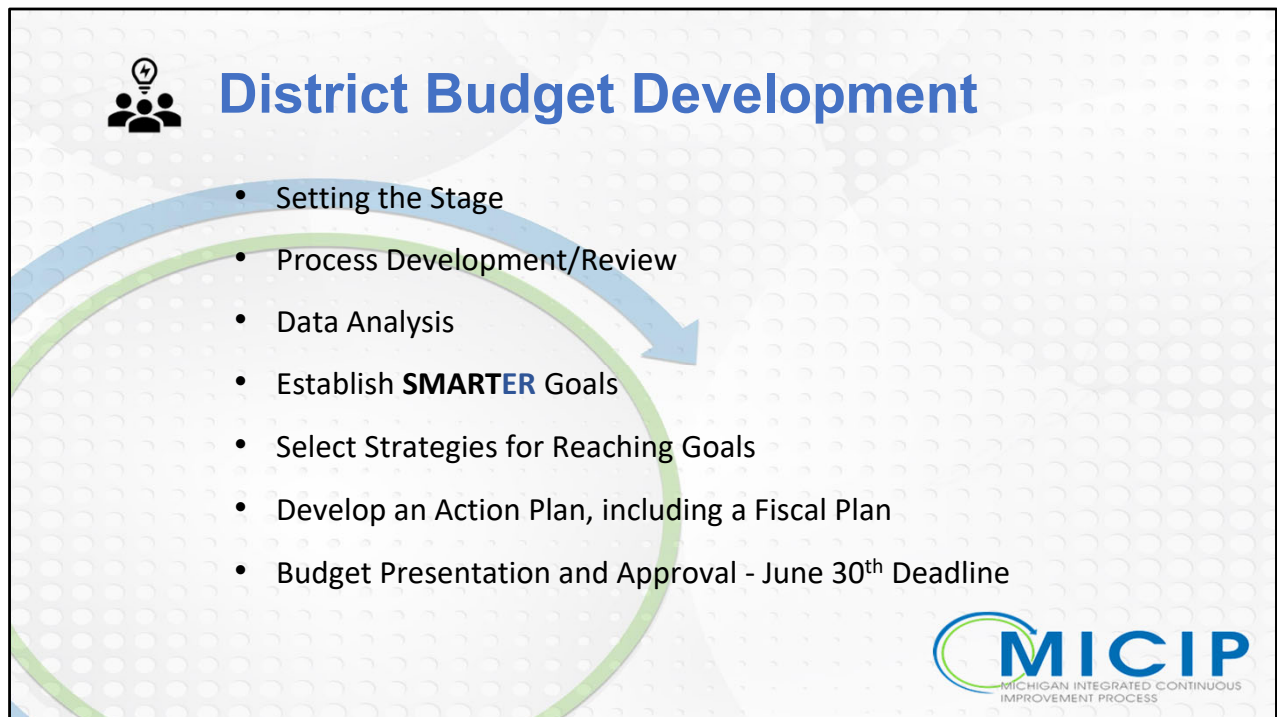 District Budget Development
• Setting the Stage
• Process Development/Review
• Data Analysis
• Establish SMARTER Goals
• Select Strategies for Reaching Goals
• Develop an Action Plan, including a Fiscal Plan
• Budget Presentation and Approval - June 30th Deadline
MICIP
MICHIGAN INTEGRATED CONTINUOUS
IMPROVEMENT PROCESS